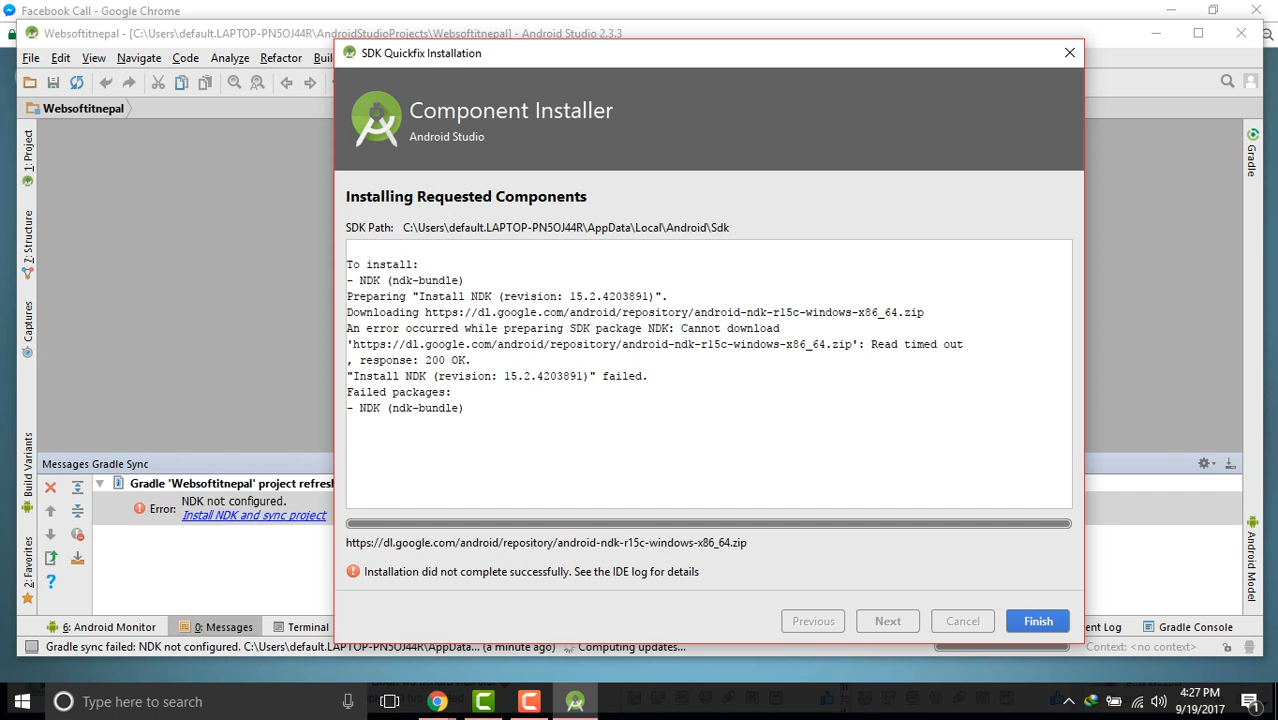 Facebook Call - Google Chrome
Websoftitnepal - [C:\Users\default.LAPTOP-PN5OJ44R\AndroidStudioProjects\Websoftitnepal] - Android Studio 2.3.3
File Edit View Navigate Code Analyze Refactor Bui
Websoftitnepal
1: Project
7: Structure
Captures
Build Variants
2: Favorites
Gradle
Android Model
SDK Quickfix Installation
Component Installer
Android Studio
Installing Requested Components
SDK Path: C:\Users\default.LAPTOP-PN5OJ44R\AppData\Local\Android\Sdk
To install:
- NDK (ndk-bundle)
Preparing "Install NDK (revision: 15.2.4203891)".
Downloading https://dl.google.com/android/repository/android-ndk-r15c-windows-x86_64.zip
An error occurred while preparing SDK package NDK: Cannot download
'https://dl.google.com/android/repository/android-ndk-r15c-windows-x86_64.zip': Read timed out
, response: 200 OK.
"Install NDK (revision: 15.2.4203891)" failed.
Failed packages:
- NDK (ndk-bundle)
https://dl.google.com/android/repository/android-ndk-r15c-windows-x86_64.zip
Installation did not complete successfully. See the IDE log for details
Previous Next Cancel Finish
Messages Gradle Sync
Gradle 'Websoftitnepal' project refresh
Error: NDK not configured.
Install NDK and sync project
6: Android Monitor 0: Messages Terminal
ent Log Gradle Console
Gradle sync failed: NDK not configured. C:\Users\default.LAPTOP-PN5OJ44R\AppData... (a minute ago) Computing updates...
Context: <no context>
Type here to search
4:27 PM
9/19/2017
1